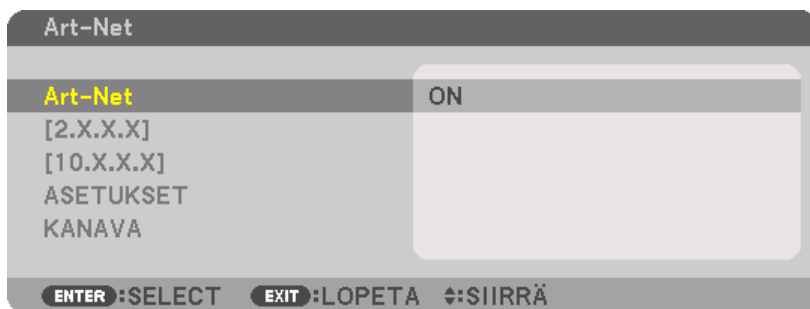 Art-Net
Art-Net ON
[2.X.X.X]
[10.X.X.X]
ASETUKSET
KANAVA
ENTER:SELECT EXIT:LOPETA ♦:SIIRRÄ